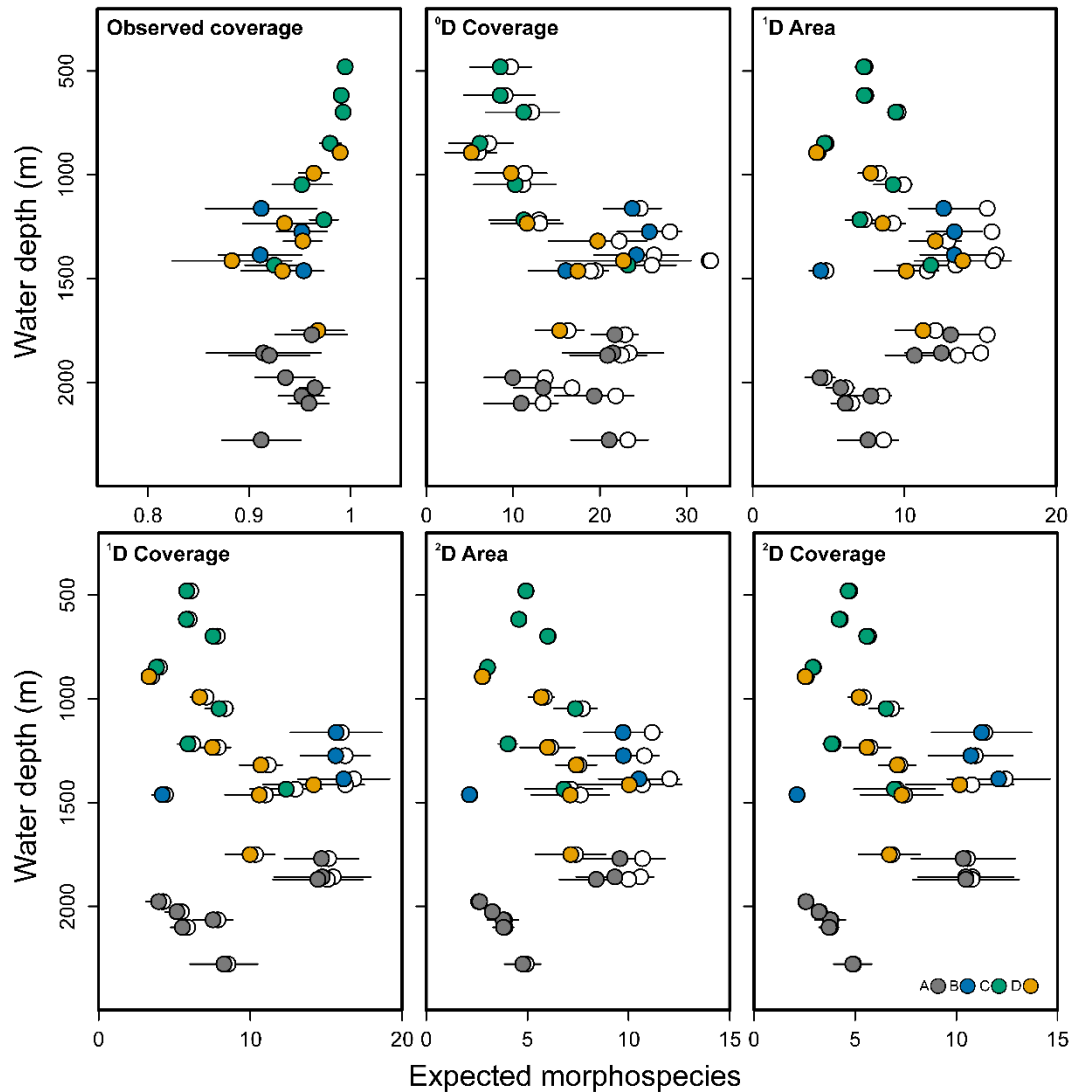 Observed coverage
⁰D Coverage
¹D Area
Water depth (m)
500
1000
1500
2000
0.8 0.9 1
0 10 20 30
0 10 20
¹D Coverage
²D Area
²D Coverage
Water depth (m)
500
1000
1500
2000
A B C D
0 10 20
0 5 10 15
0 5 10 15
Expected morphospecies